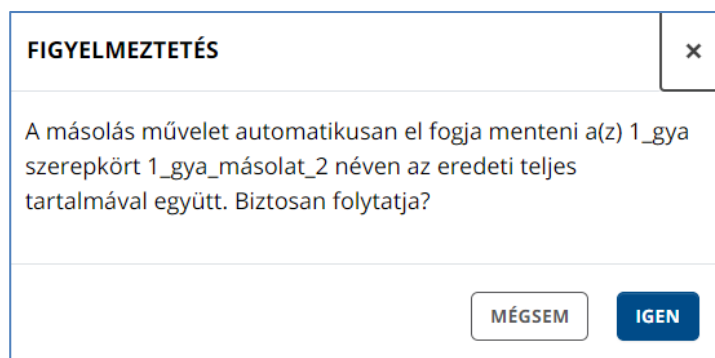 FIGYELMEZTETÉS ×
A másolás művelet automatikusan el fogja menteni a(z) 1_gya
szerepkört 1_gya_másolat_2 néven az eredeti teljes
tartalmával együtt. Biztosan folytatja?
MÉGSEM IGEN